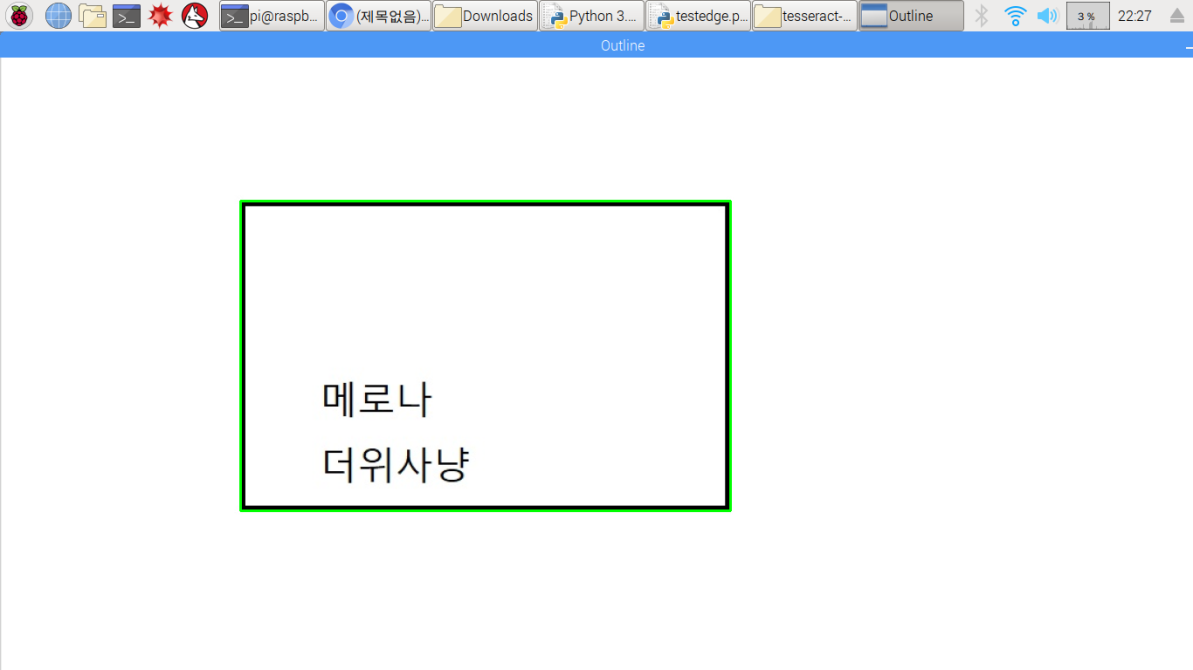 pi@raspb...
(제목없음)...
Downloads
Python 3....
testedge.p...
tesseract-...
Outline
3 %
22:27
Outline
메로나
더위사냥